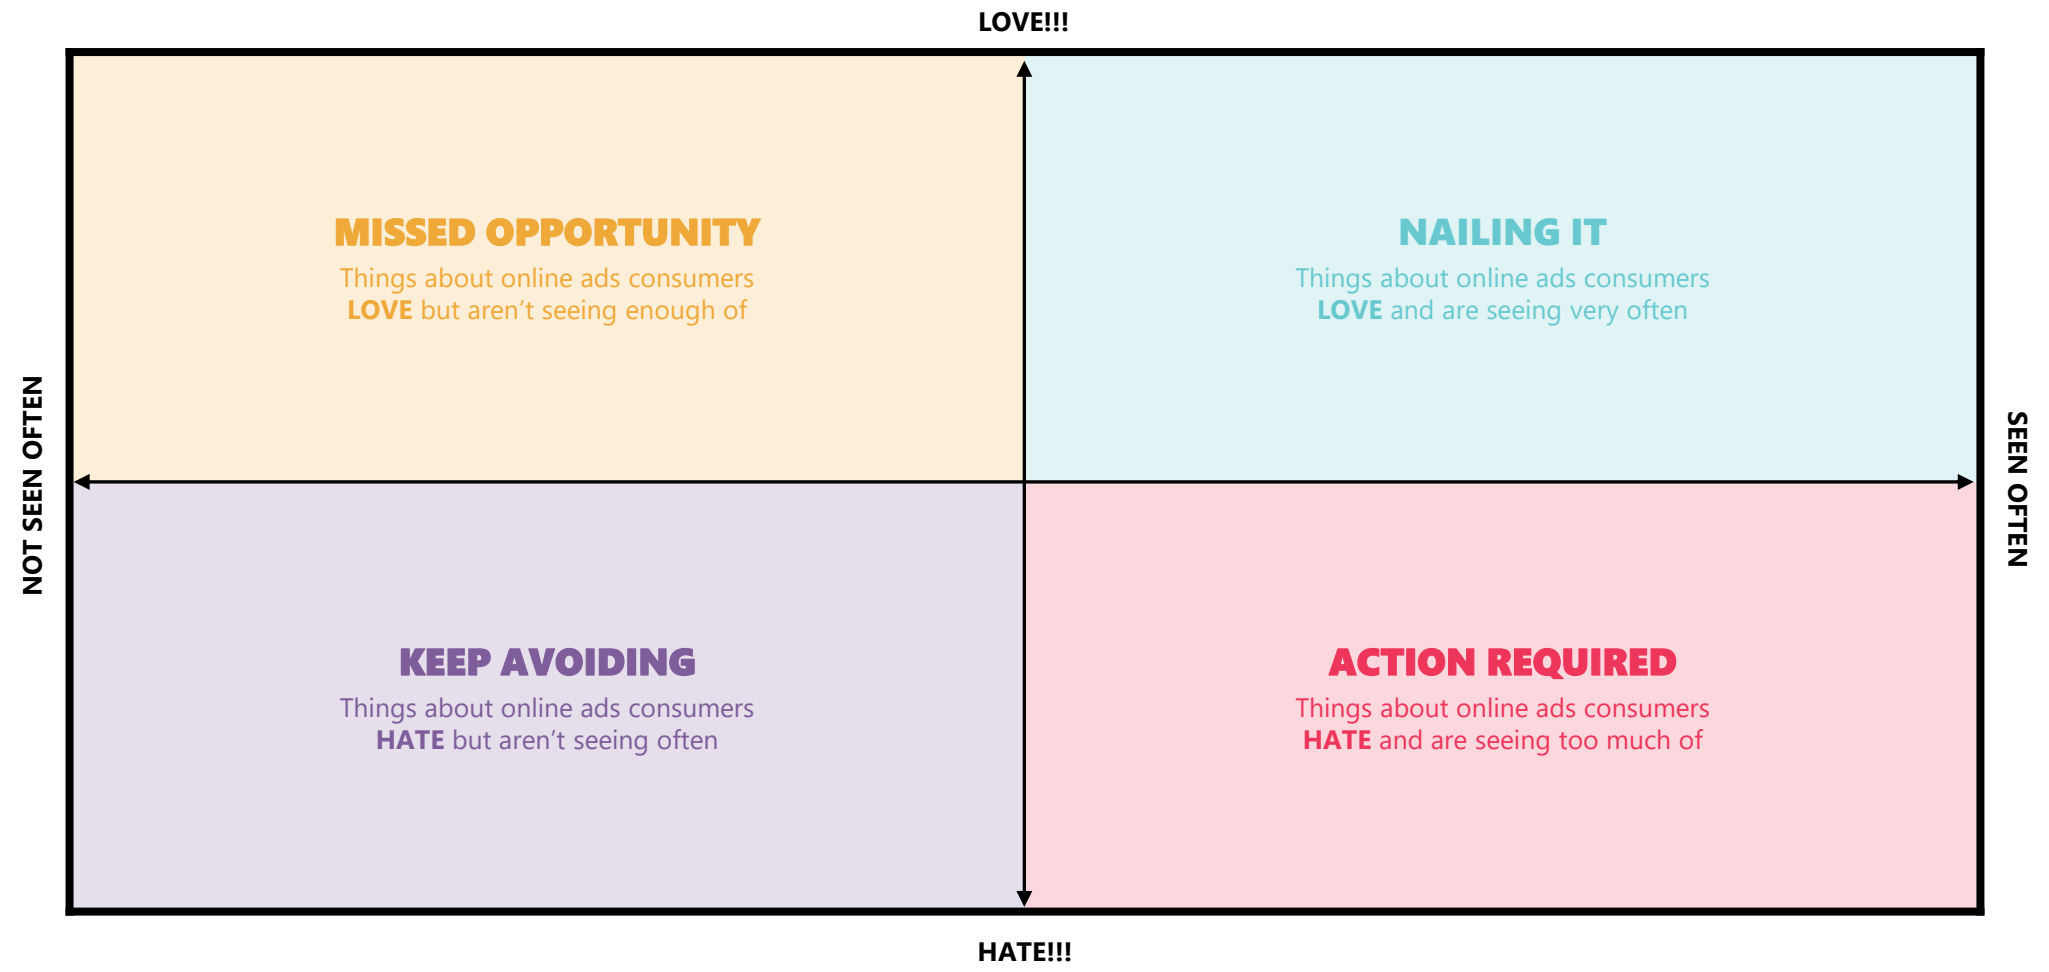 LOVE!!!
MISSED OPPORTUNITY
Things about online ads consumers
LOVE but aren’t seeing enough of
NAILING IT
Things about online ads consumers
LOVE and are seeing very often
NOT SEEN OFTEN
SEEN OFTEN
KEEP AVOIDING
Things about online ads consumers
HATE but aren’t seeing often
ACTION REQUIRED
Things about online ads consumers
HATE and are seeing too much of
HATE!!!